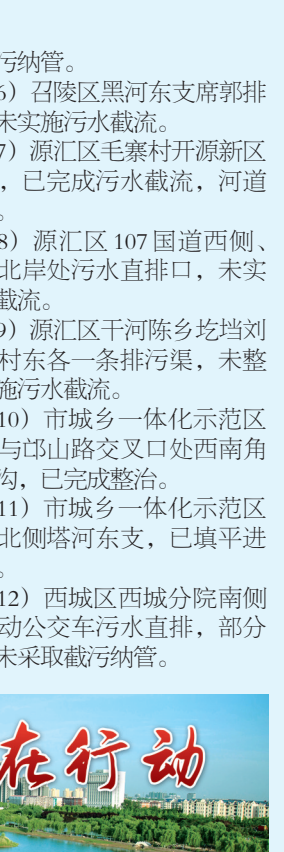 污纳管。
6）召陵区黑河东支席郭排
未实施污水截流。
7）源汇区毛寨村开源新区
，已完成污水截流，河道
。
8）源汇区107国道西侧、
北岸处污水直排口，未实
截流。
9）源汇区干河陈乡圪垱刘
村东各一条排污渠，未整
施污水截流。
10）市城乡一体化示范区
与邙山路交叉口处西南角
沟，已完成整治。
11）市城乡一体化示范区
北侧塔河东支，已填平进
。
12）西城区西城分院南侧
动公交车污水直排，部分
未采取截污纳管。
在行动